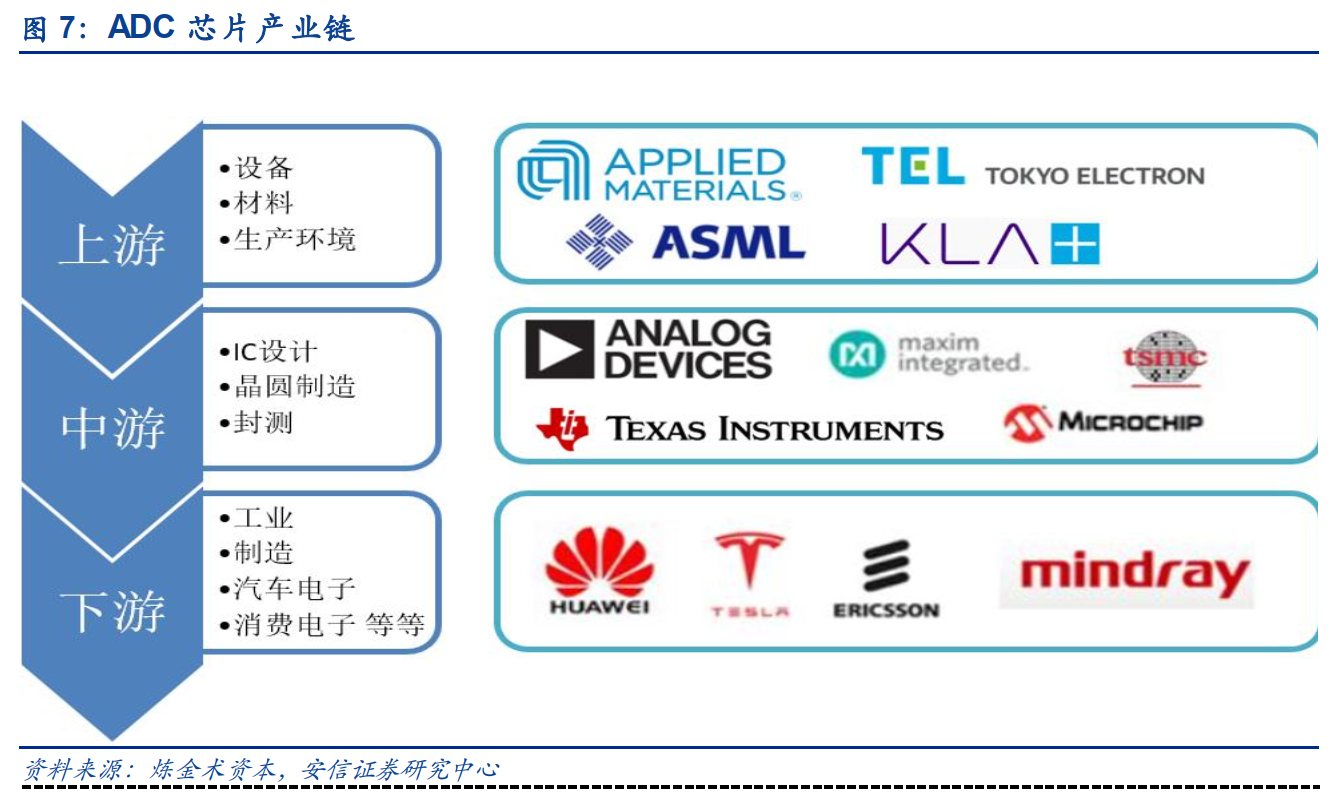 图 7：ADC 芯片产业链
上游
•设备
•材料
•生产环境
APPLIED MATERIALS®
TEL TOKYO ELECTRON
ASML
KLA+
中游
•IC设计
•晶圆制造
•封测
ANALOG DEVICES
maxim integrated.
tsmc
TEXAS INSTRUMENTS
MICROCHIP
下游
•工业
•制造
•汽车电子
•消费电子 等等
HUAWEI
TESLA
ERICSSON
mindray
资料来源：炼金术资本，安信证券研究中心